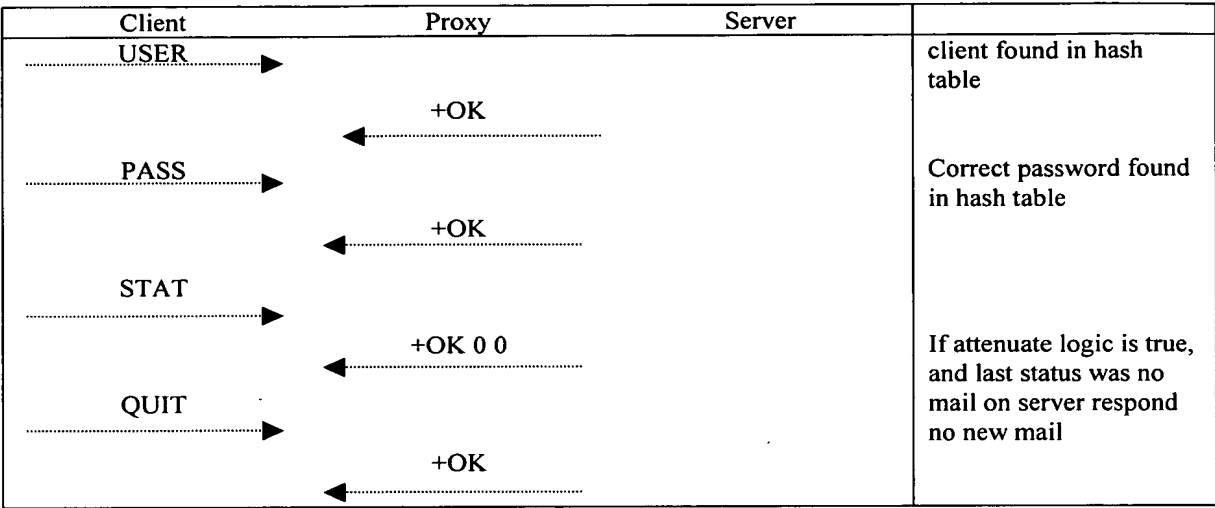 Client Proxy Server
USER
client found in hash
table
+OK
PASS
Correct password found
in hash table
+OK
STAT
+OK 0 0
If attenuate logic is true,
and last status was no
mail on server respond
no new mail
QUIT
+OK